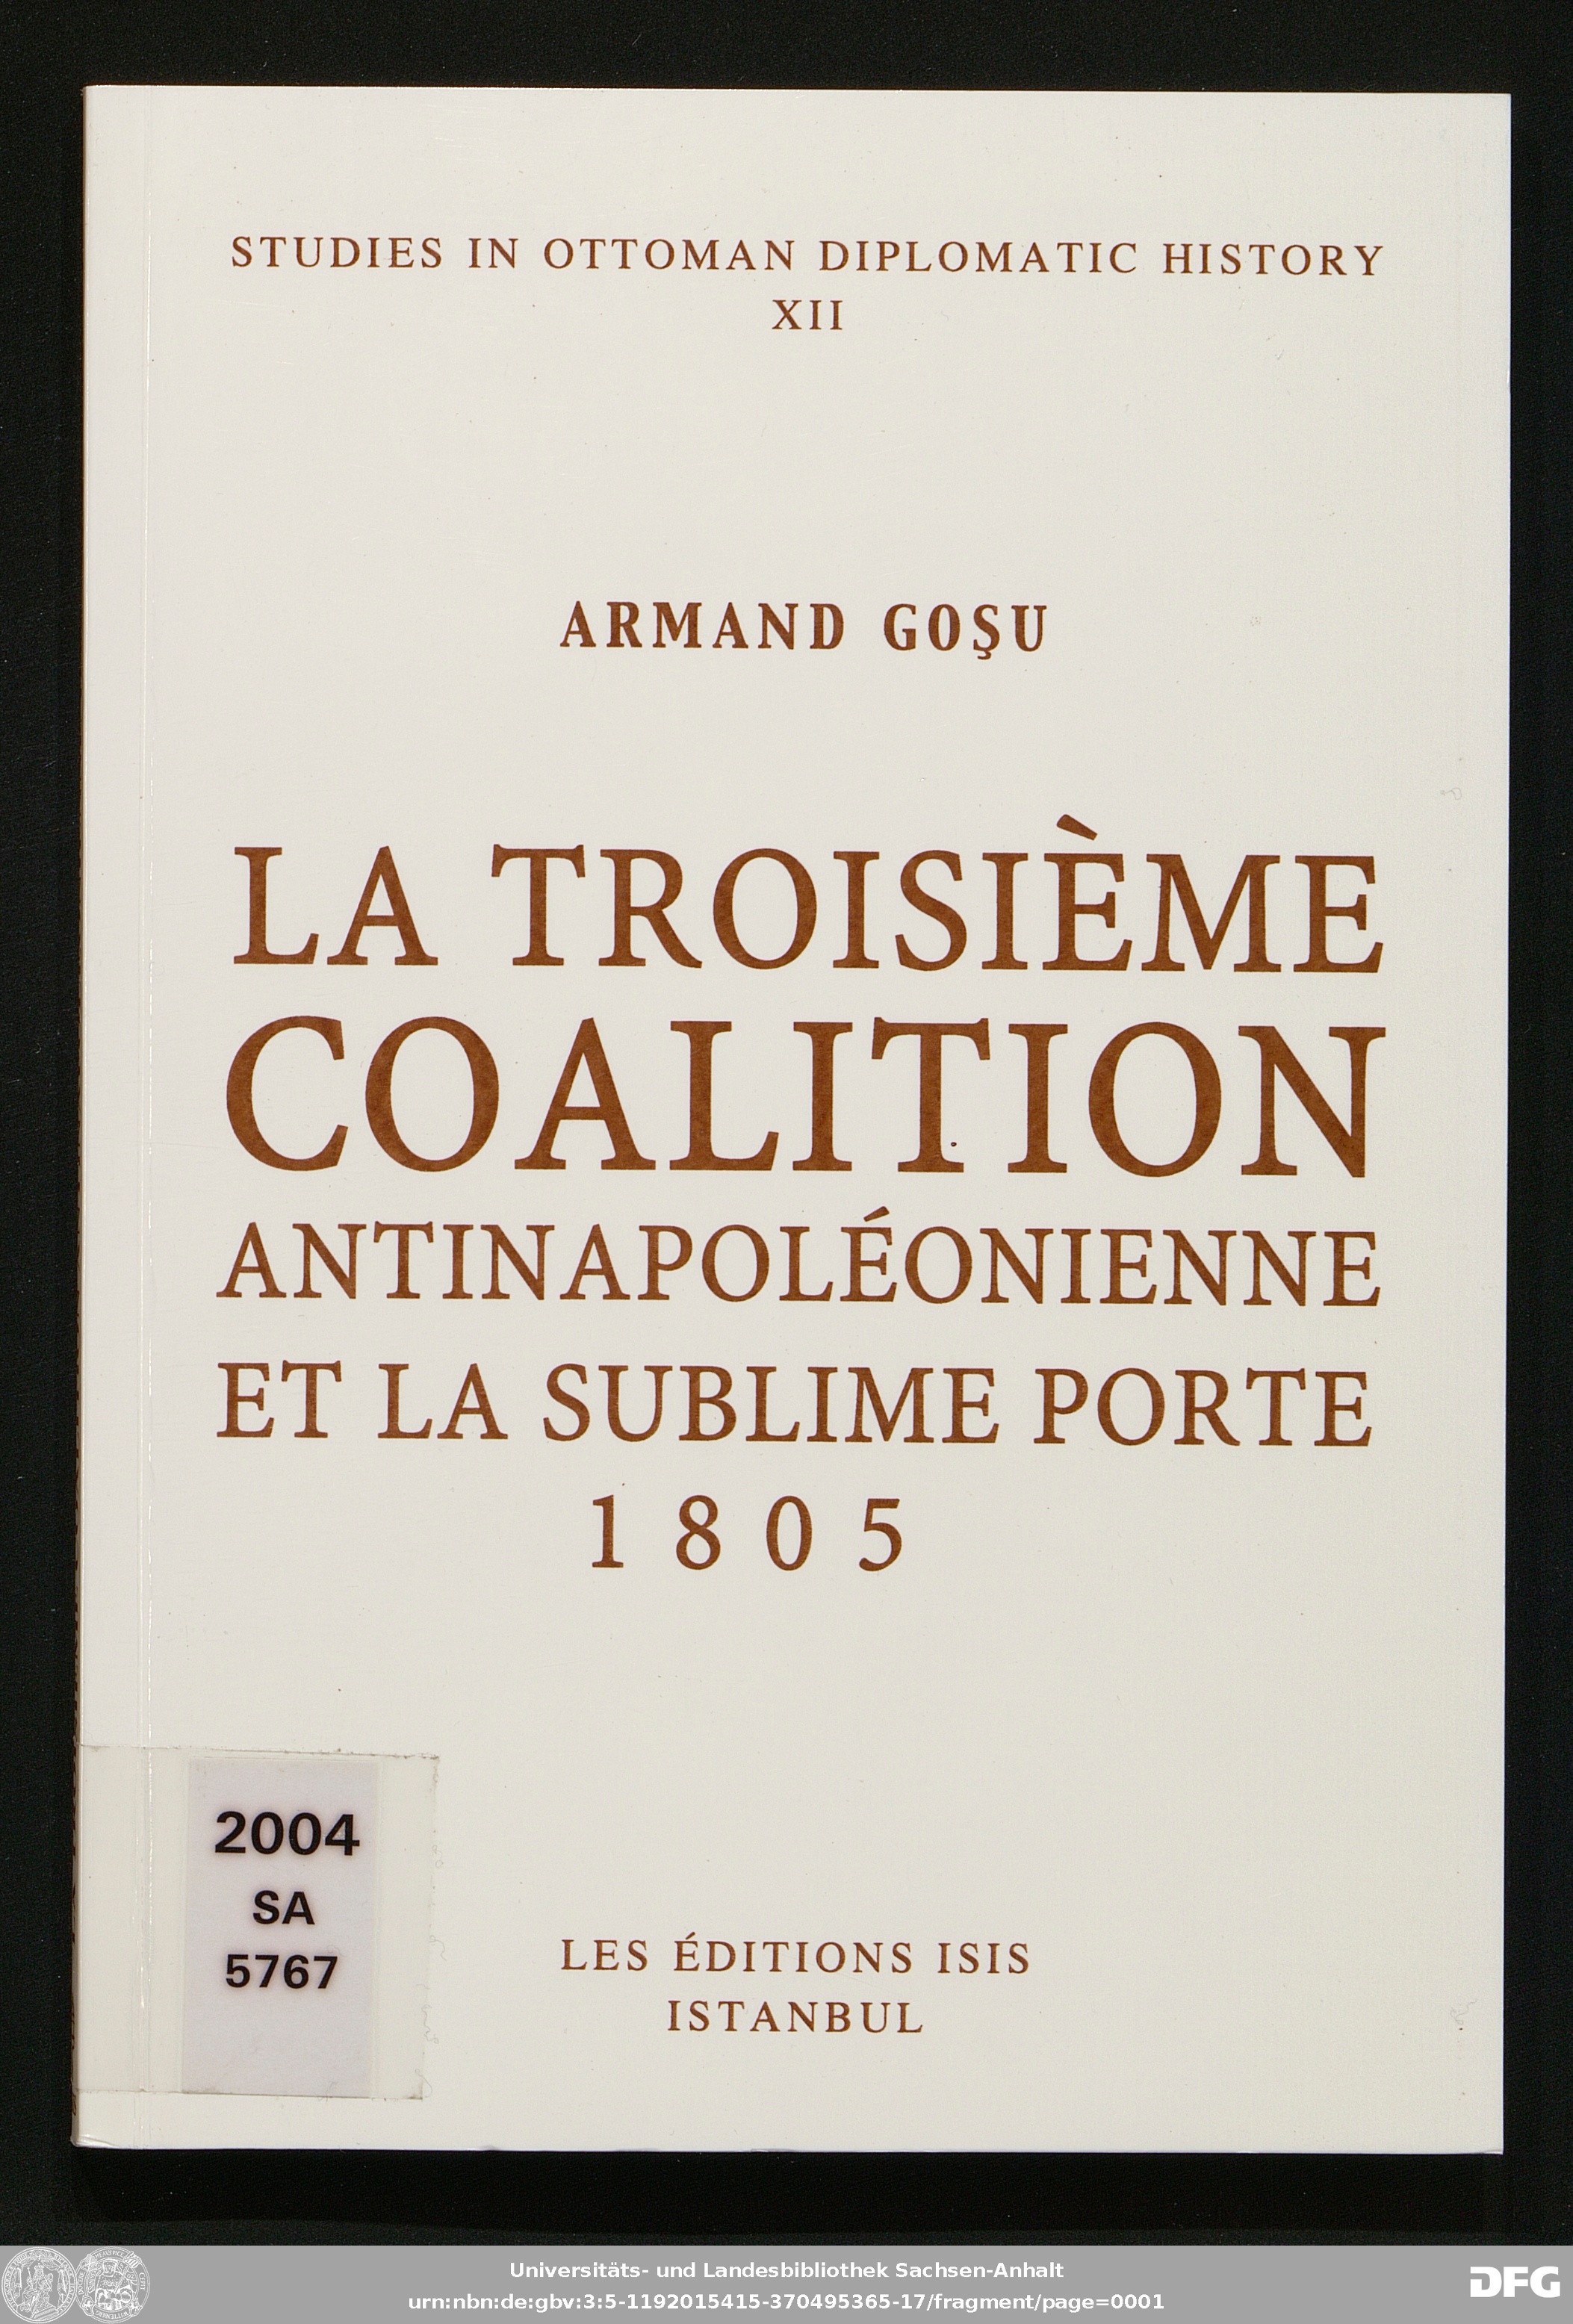 STUDIES IN OTTOMAN DIPLOMATIC HISTORY
XII
ARMAND GOŞU
LA TROISIÈME
COALITION
ANTINAPOLÉONIENNE
ET LA SUBLIME PORTE
1805
2004
SA
5767
LES ÉDITIONS ISIS
ISTANBUL
Universitäts- und Landesbibliothek Sachsen-Anhalt
urn:nbn:de:gbv:3:5-1192015415-370495365-17/fragment/page=0001
DFG